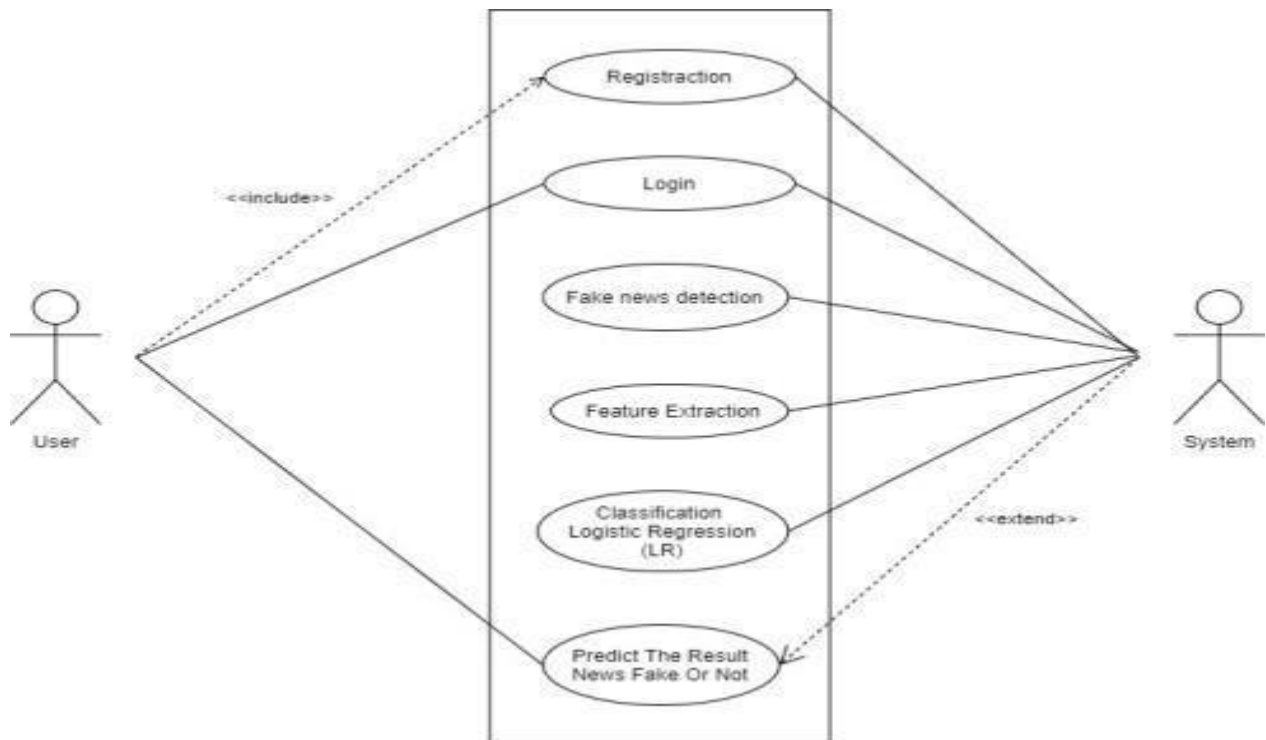 Registraction
Login
<<include>>
Fake news detection
Feature Extraction
User
System
Classification
Logistic Regression
(LR)
<<extend>>
Predict The Result
News Fake Or Not